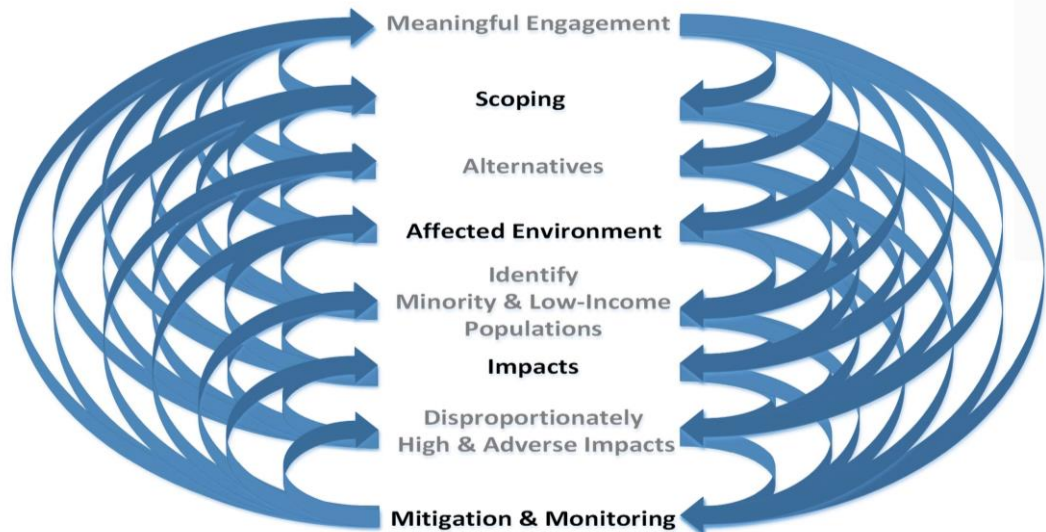 Meaningful Engagement
Scoping
Alternatives
Affected Environment
Identify
Minority & Low-Income
Populations
Impacts
Disproportionately
High & Adverse Impacts
Mitigation & Monitoring